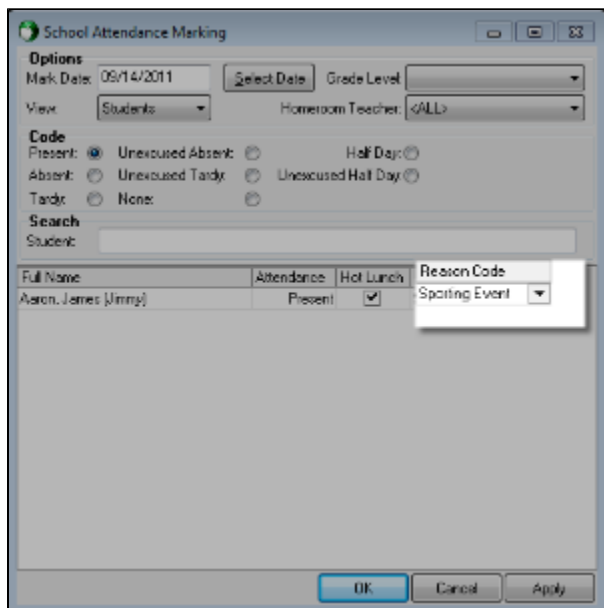 School Attendance Marking
Options
Mark Date: 09/14/2011 Select Date Grade Level:
View: Students Homeroom Teacher: <ALL>
Code
Present: Unexcused Absent: Half Day:
Absent: Unexcused Tardy: Unexcused Half Day:
Tardy: None:
Search
Student:
Full Name Attendance Hot Lunch Reason Code
Aaron, James [Jimmy] Present Sporting Event
OK Cancel Apply